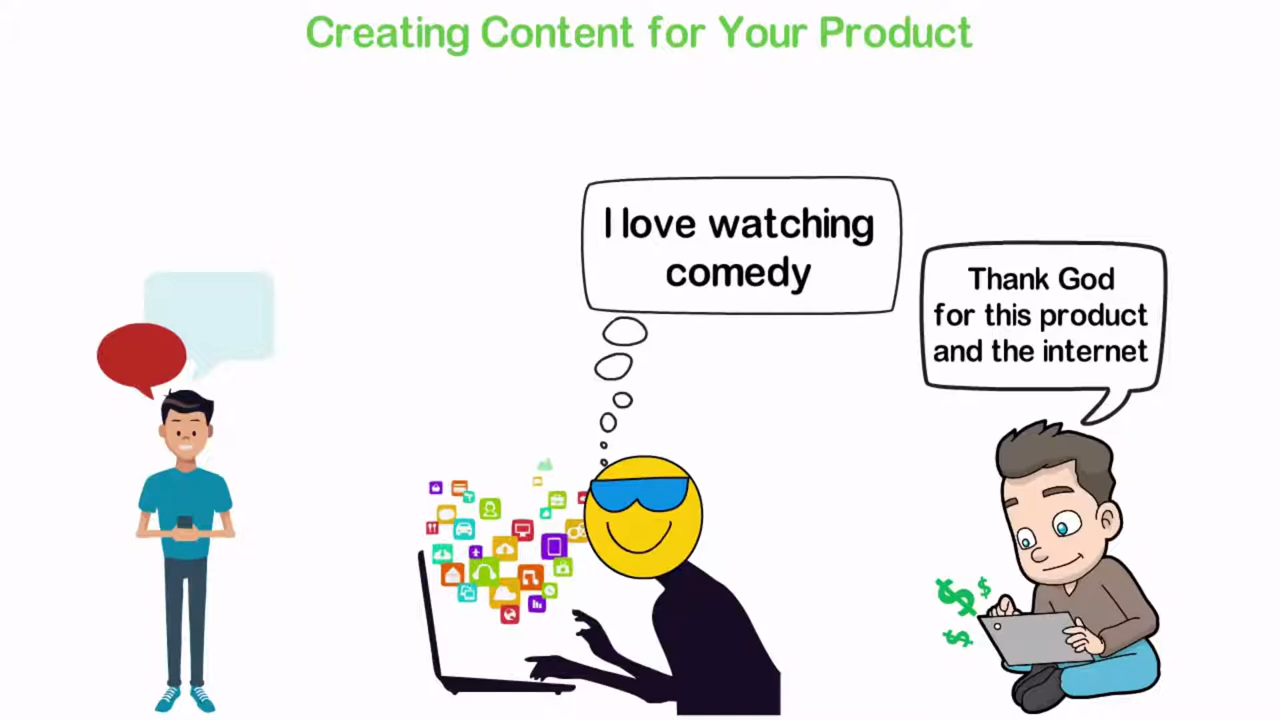 Creating Content for Your Product
I love watching
comedy
Thank God
for this product
and the internet